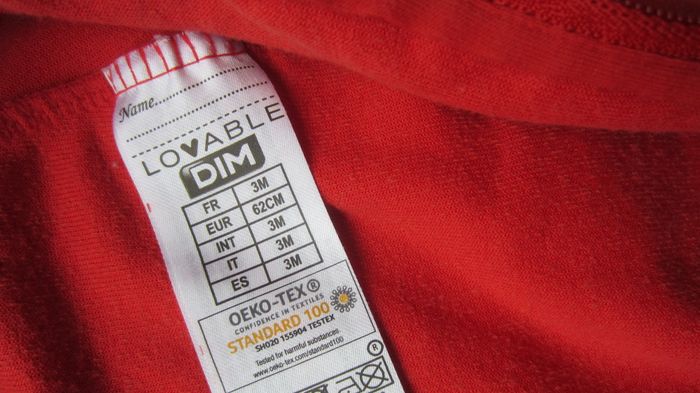 Name
LOVABLE
DIM
FR 3M
EUR 62CM
INT 3M
IT 3M
ES 3M
OEKO-TEX®
CONFIDENCE IN TEXTILES
STANDARD 100
SH020 155904 TESTEX
Tested for harmful substances.
www.oeko-tex.com/standard100
®